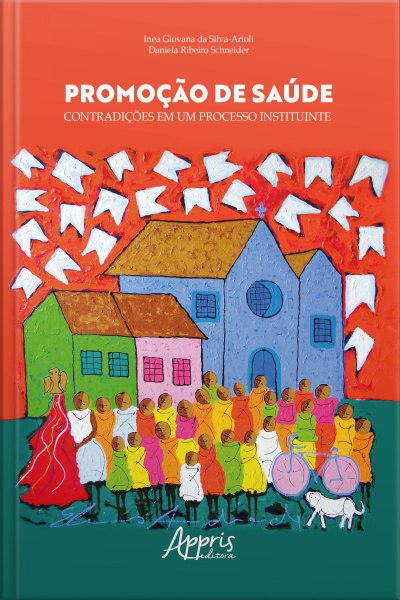 Inea Giovana da Silva-Arioli
Daniela Ribeiro Schneider
PROMOÇÃO DE SAÚDE
CONTRADIÇÕES EM UM PROCESSO INSTITUINTE
Appris
editora